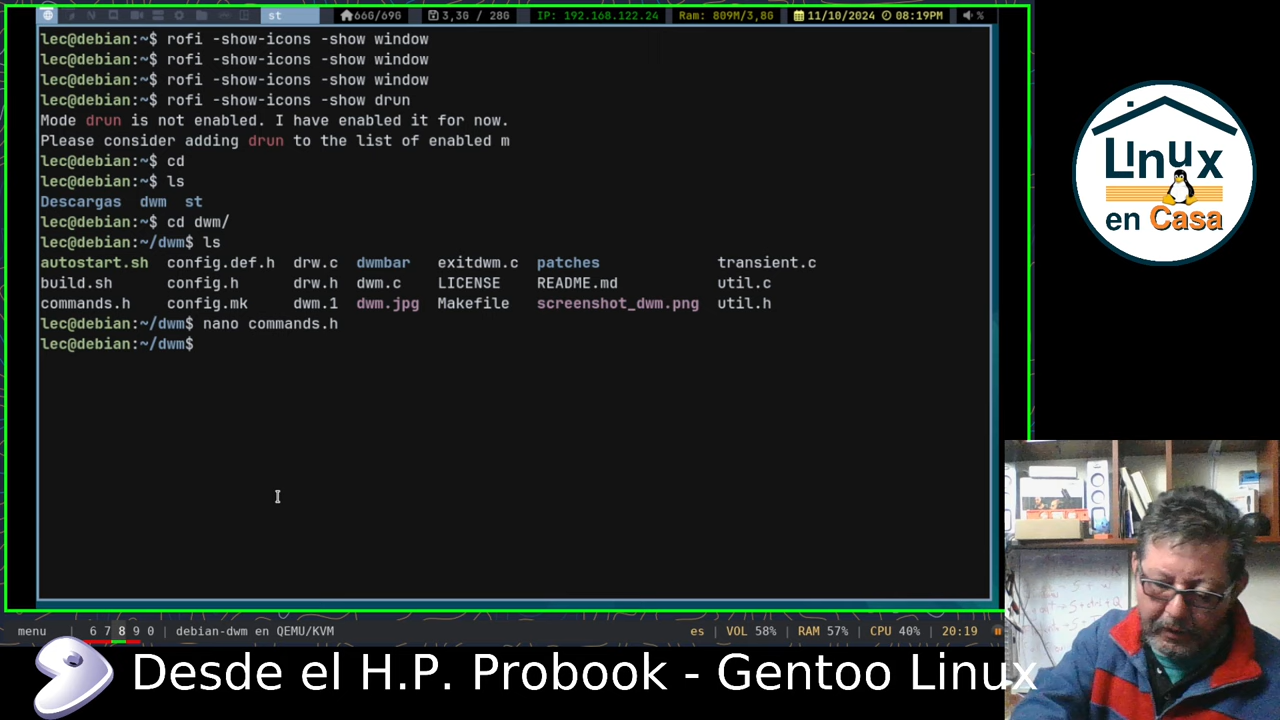 st 66G/69G 3,3G / 28G IP: 192.168.122.24 Ram: 809M/3,8G 11/10/2024 08:19PM %
lec@debian:~$ rofi -show-icons -show window
lec@debian:~$ rofi -show-icons -show window
lec@debian:~$ rofi -show-icons -show window
lec@debian:~$ rofi -show-icons -show drun
Mode drun is not enabled. I have enabled it for now.
Please consider adding drun to the list of enabled m
lec@debian:~$ cd
lec@debian:~$ ls
Descargas dwm st
lec@debian:~$ cd dwm/
lec@debian:~/dwm$ ls
autostart.sh config.def.h drw.c dwmbar exitdwm.c patches transient.c
build.sh config.h drw.h dwm.c LICENSE README.md util.c
commands.h config.mk dwm.1 dwm.jpg Makefile screenshot_dwm.png util.h
lec@debian:~/dwm$ nano commands.h
lec@debian:~/dwm$
menu | 6 7 8 9 0 | debian-dwm en QEMU/KVM es | VOL 58% | RAM 57% | CPU 40% | 20:19
Linux
en Casa
Desde el H.P. Probook - Gentoo Linux